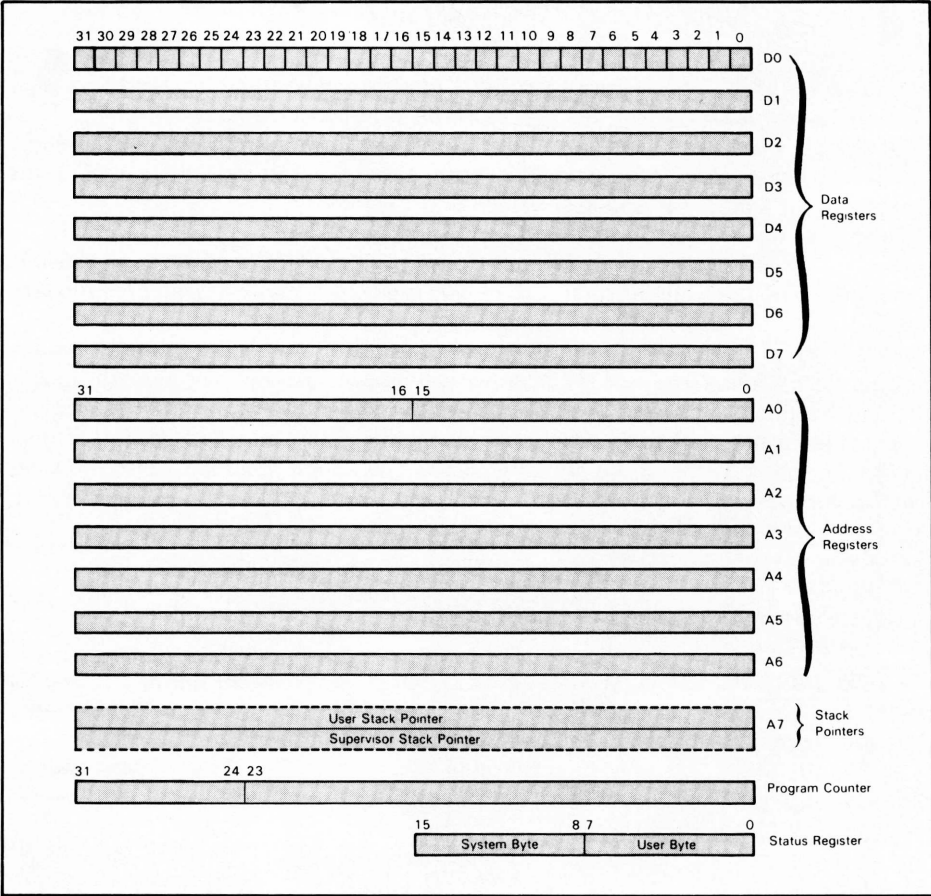 31 30 29 28 27 26 25 24 23 22 21 20 19 18 17 16 15 14 13 12 11 10 9 8 7 6 5 4 3 2 1 0
D0
D1
D2
D3
Data
Registers
D4
D5
D6
D7
31 16 15 0
A0
A1
A2
A3
Address
Registers
A4
A5
A6
User Stack Pointer
Supervisor Stack Pointer
A7
Stack
Pointers
31 24 23
Program Counter
15 8 7 0
System Byte User Byte
Status Register